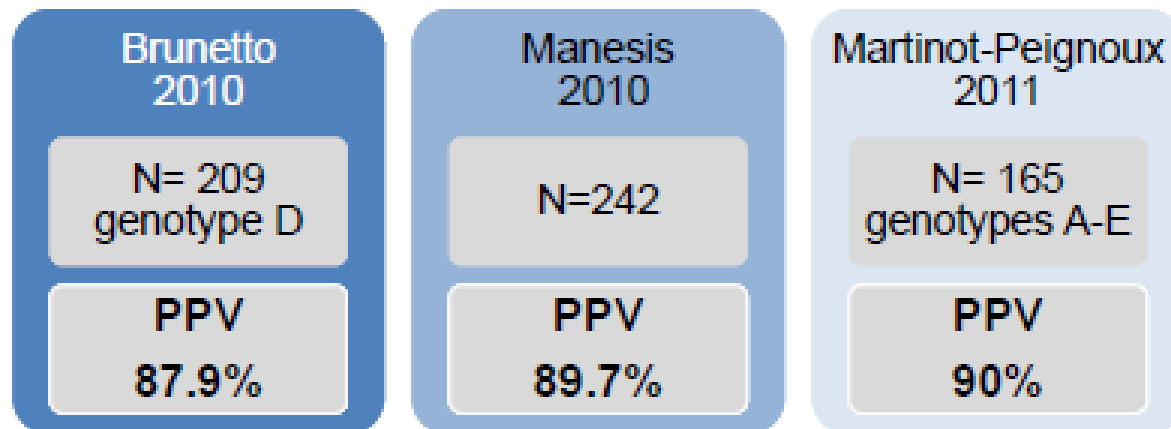 Brunetto
2010
N= 209
genotype D
PPV
87.9%
Manesis
2010
N=242
PPV
89.7%
Martinot-Peignoux
2011
N= 165
genotypes A-E
PPV
90%